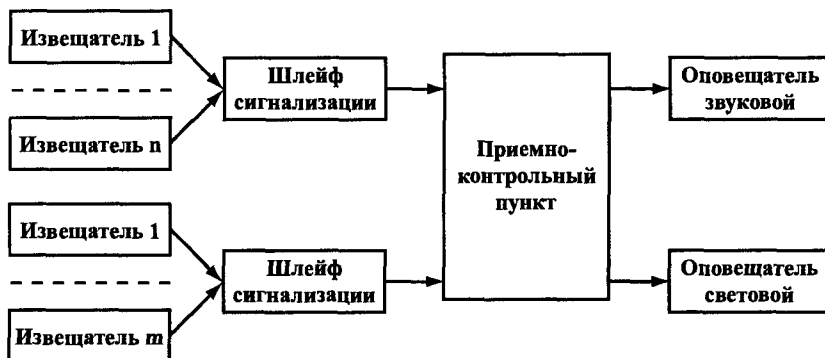 Извещатель 1
Извещатель n
Шлейф
сигнализации
Извещатель 1
Извещатель m
Шлейф
сигнализации
Приемно-
контрольный
пункт
Оповещатель
звуковой
Оповещатель
световой